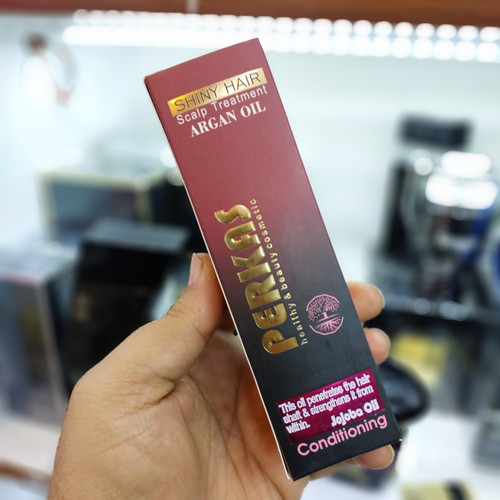 SHINY HAIR
Scalp Treatment
ARGAN OIL
PERKAS
healthy & beauty cosmetic
This oil penetrates the hair
shaft & strengthens it from
within.
Jojoba Oil
Conditioning